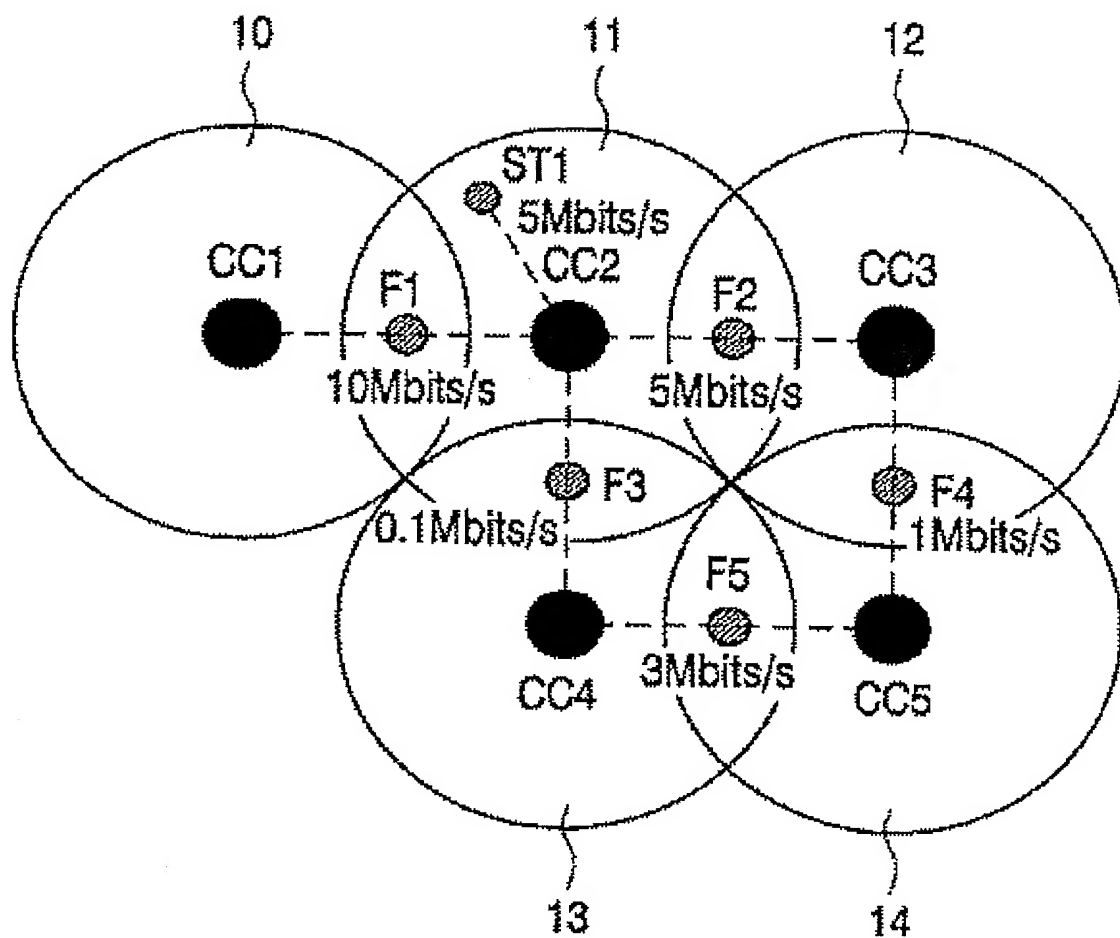 10
11
12
ST1
5Mbits/s
CC1
F1
CC2
F2
CC3
10Mbits/s
5Mbits/s
F3
F4
0.1Mbits/s
1Mbits/s
F5
3Mbits/s
CC4
CC5
13
14